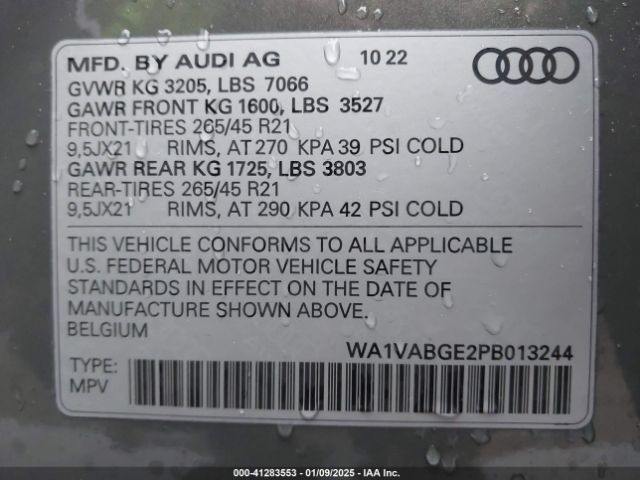 MFD. BY AUDI AG 10 22
GVWR KG 3205, LBS 7066
GAWR FRONT KG 1600, LBS 3527
FRONT-TIRES 265/45 R21
9,5JX21 RIMS, AT 270 KPA 39 PSI COLD
GAWR REAR KG 1725, LBS 3803
REAR-TIRES 265/45 R21
9,5JX21 RIMS, AT 290 KPA 42 PSI COLD
THIS VEHICLE CONFORMS TO ALL APPLICABLE
U.S. FEDERAL MOTOR VEHICLE SAFETY
STANDARDS IN EFFECT ON THE DATE OF
MANUFACTURE SHOWN ABOVE.
BELGIUM
WA1VABGE2PB013244
TYPE:
MPV
000-41283553 — 01/09/2025 — IAA Inc.